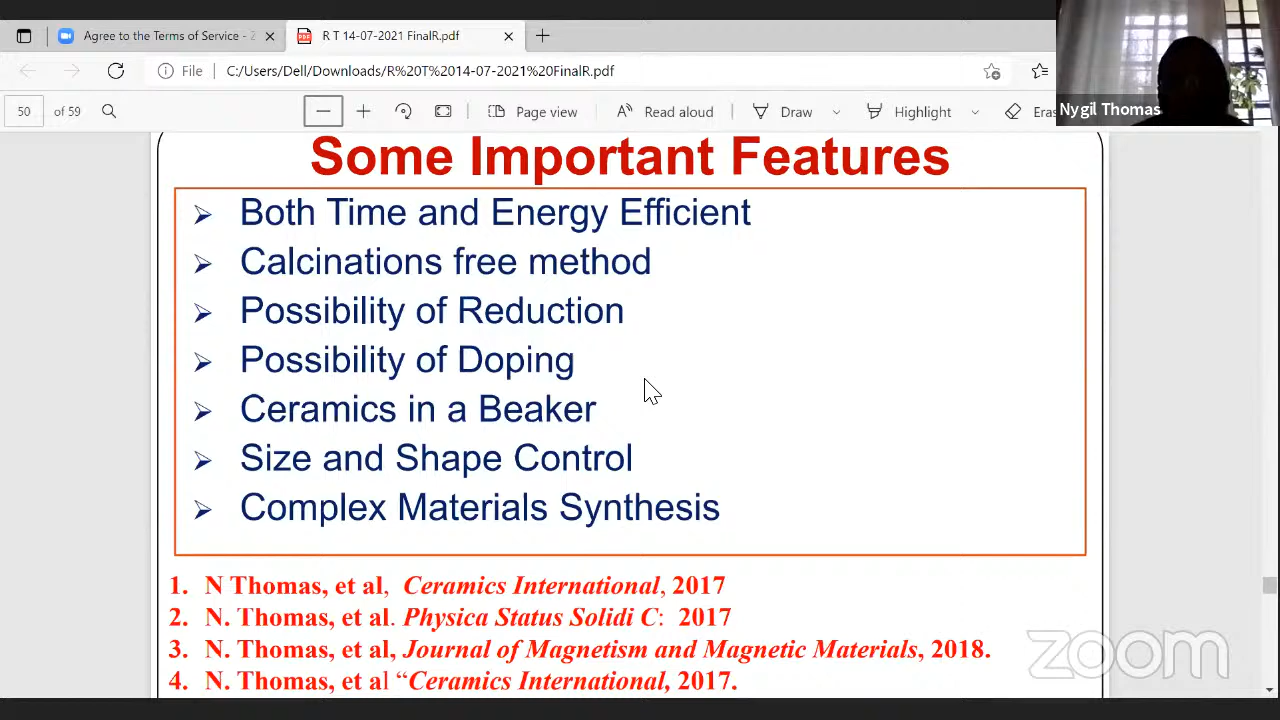 Agree to the Terms of Service - 2
R T 14-07-2021 FinalR.pdf
File
C:/Users/Dell/Downloads/R%20T%2014-07-2021%20FinalR.pdf
50 of 59
Page view
Read aloud
Draw
Highlight
Eras
Nygil Thomas
Some Important Features
➢ Both Time and Energy Efficient
➢ Calcinations free method
➢ Possibility of Reduction
➢ Possibility of Doping
➢ Ceramics in a Beaker
➢ Size and Shape Control
➢ Complex Materials Synthesis
1. N Thomas, et al, Ceramics International, 2017
2. N. Thomas, et al. Physica Status Solidi C: 2017
3. N. Thomas, et al, Journal of Magnetism and Magnetic Materials, 2018.
4. N. Thomas, et al “Ceramics International, 2017.
zoom